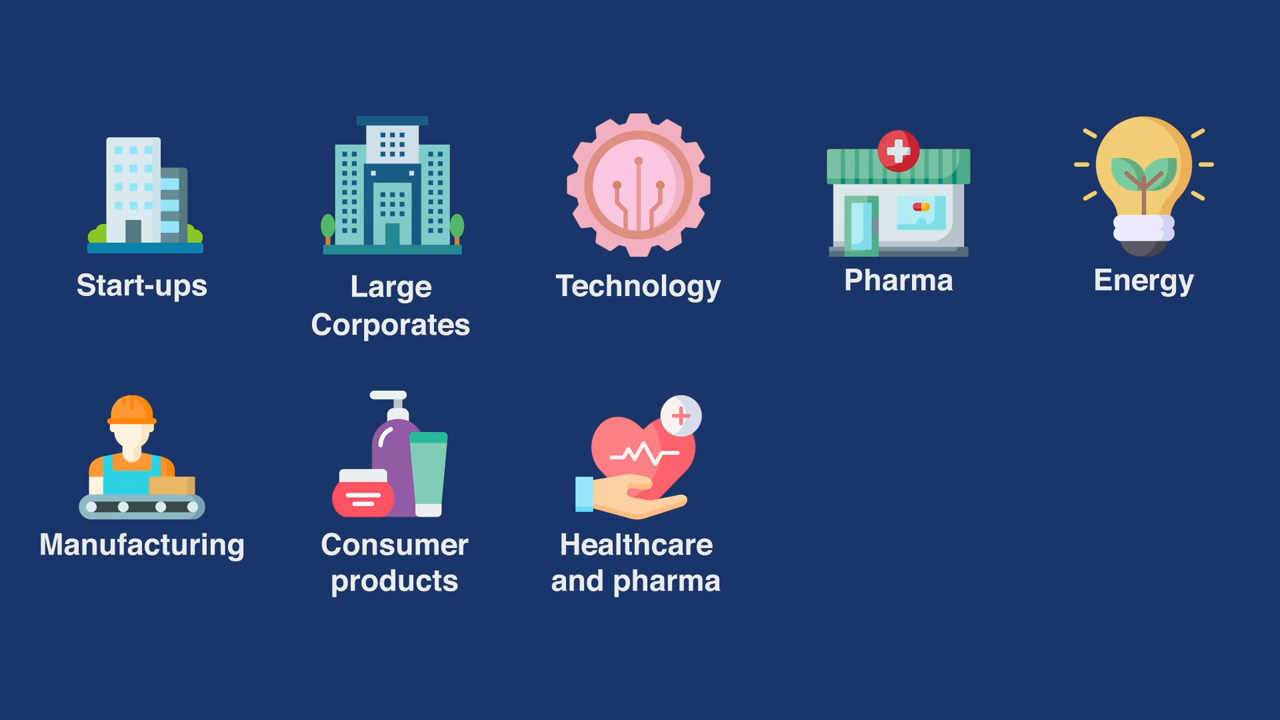 Start-ups
Large
Corporates
Technology
Pharma
Energy
Manufacturing
Consumer
products
Healthcare
and pharma